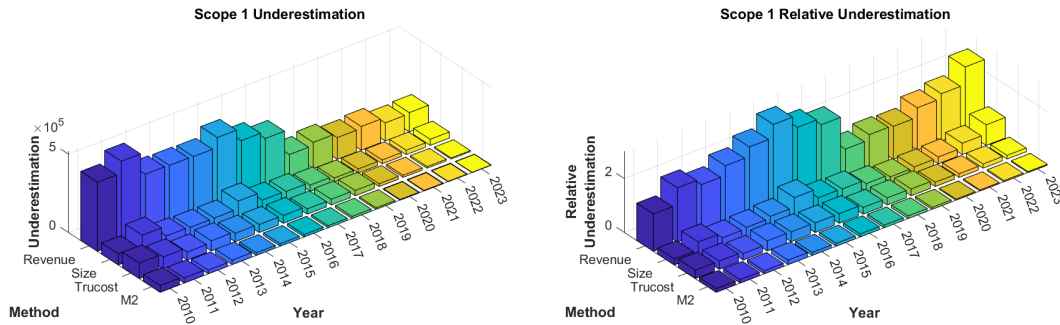 Scope 1 Underestimation
×10⁵
5
0
Underestimation
Revenue
Size
Trucost
M2
Method
2010
2011
2012
2013
2014
2015
2016
2017
2018
2019
2020
2021
2022
2023
Year
Scope 1 Relative Underestimation
2
0
Relative
Underestimation
Revenue
Size
Trucost
M2
Method
2010
2011
2012
2013
2014
2015
2016
2017
2018
2019
2020
2021
2022
2023
Year